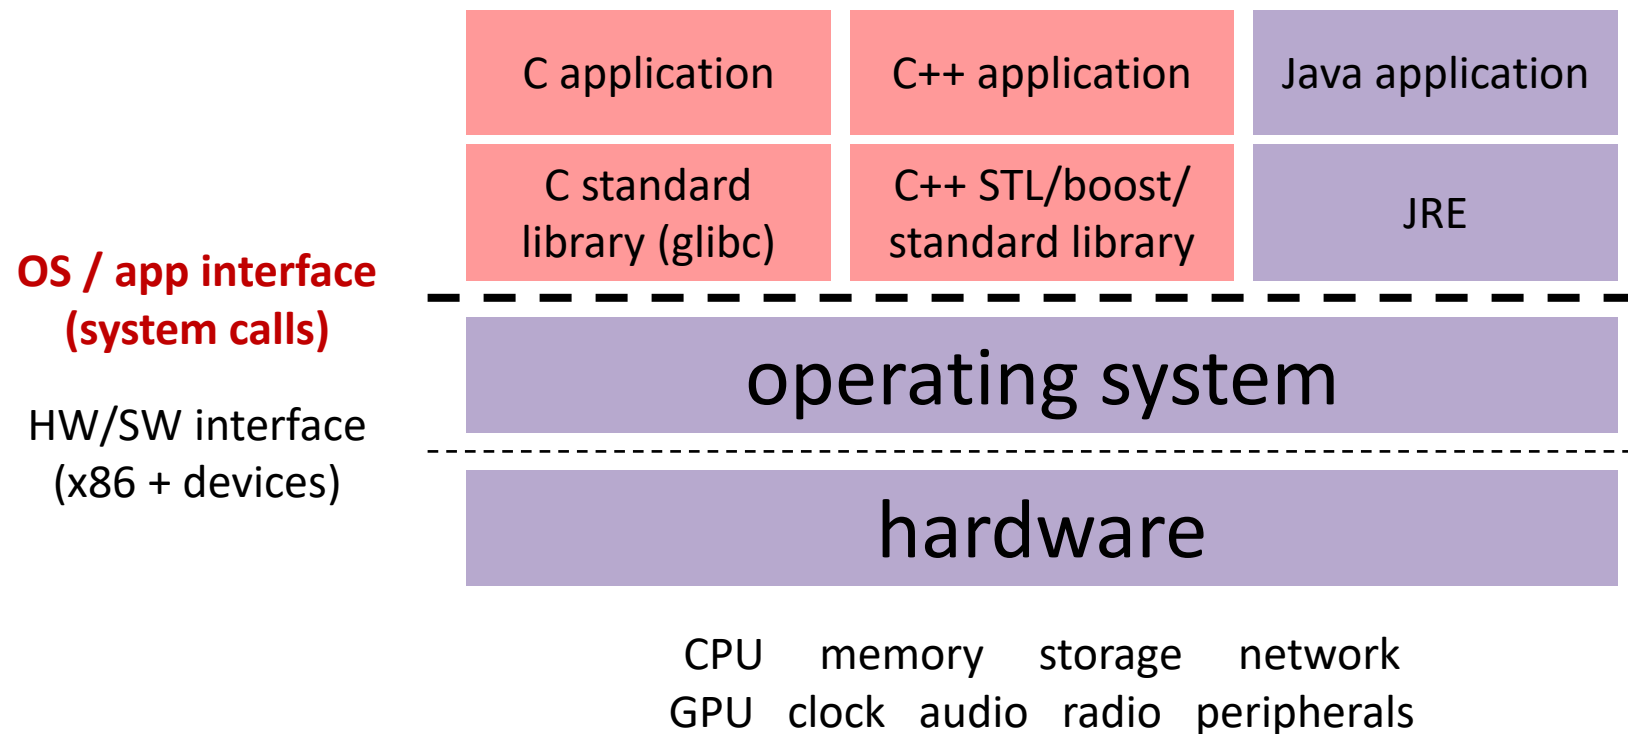 C application
C++ application
Java application
C standard
library (glibc)
C++ STL/boost/
standard library
JRE
OS / app interface
(system calls)
operating system
HW/SW interface
(x86 + devices)
hardware
CPU memory storage network
GPU clock audio radio peripherals